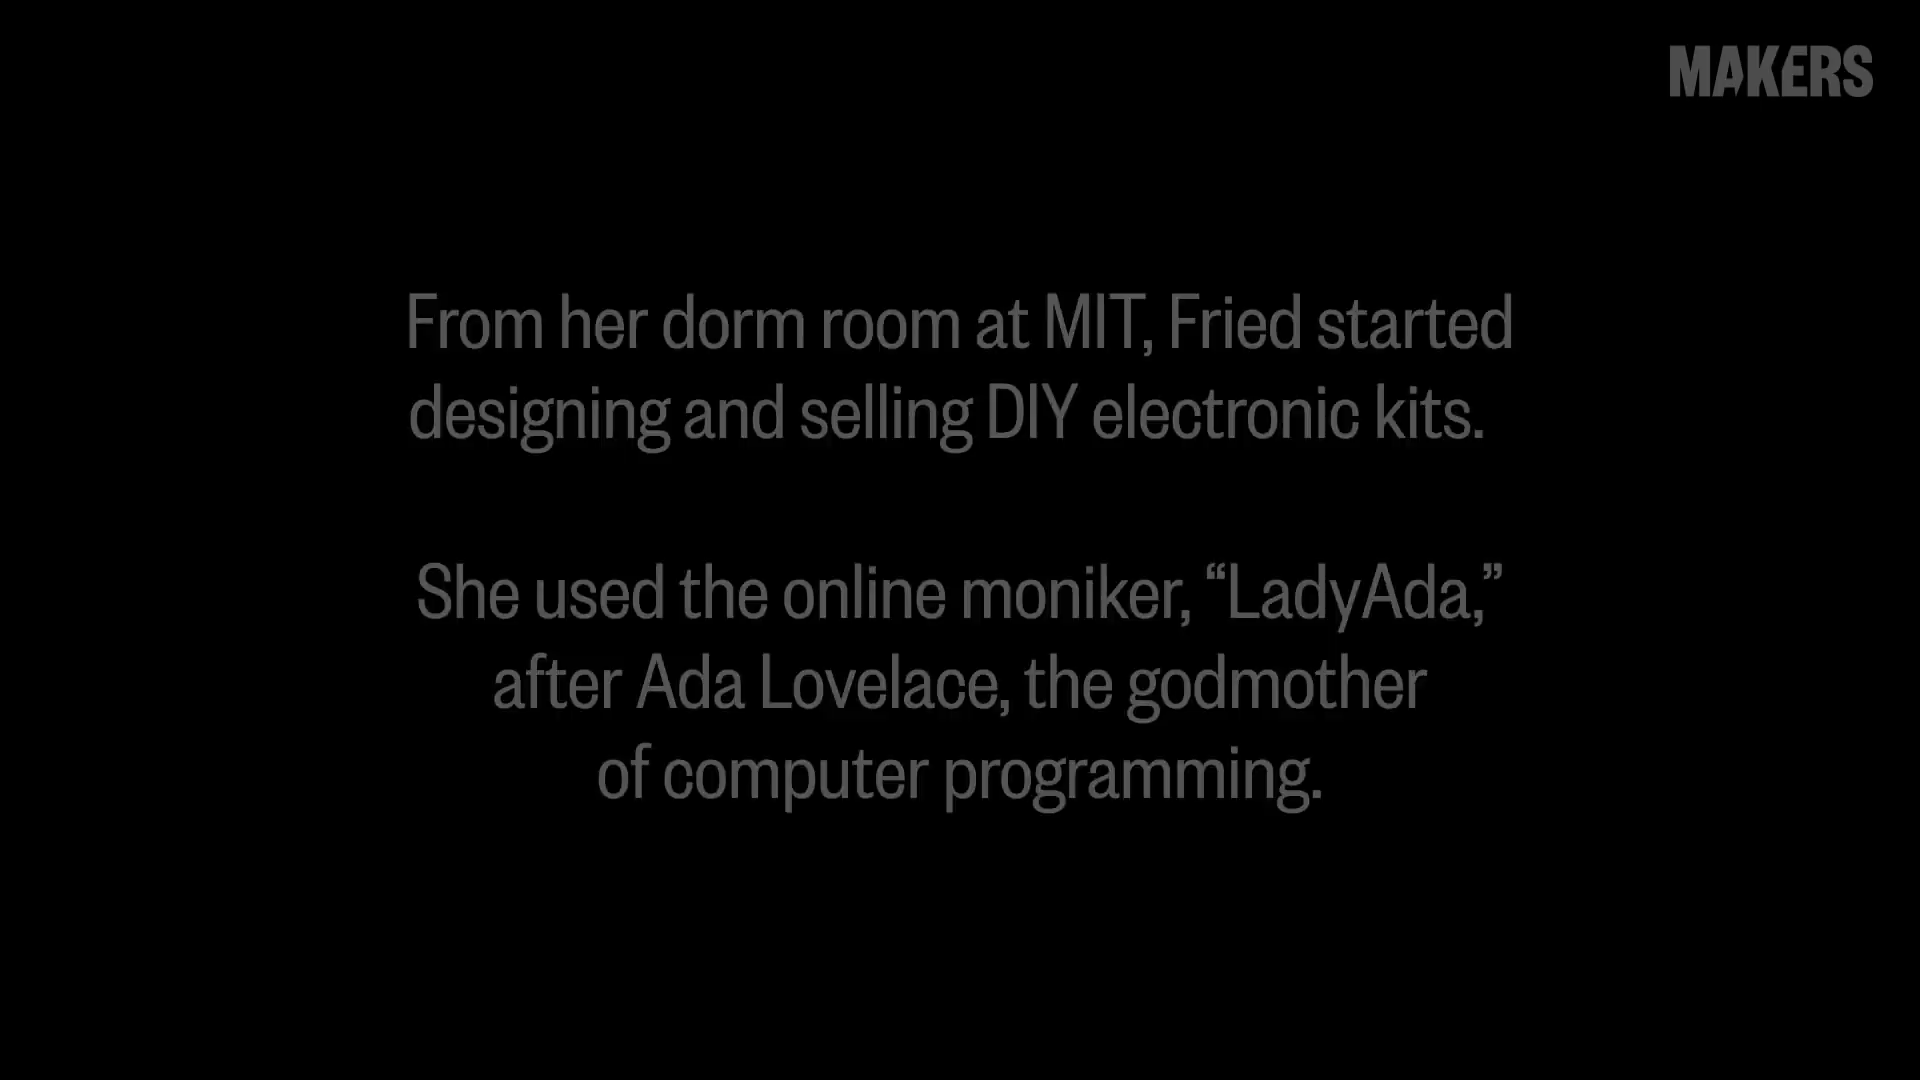 MAKERS
From her dorm room at MIT, Fried started
designing and selling DIY electronic kits.
She used the online moniker, “LadyAda,”
after Ada Lovelace, the godmother
of computer programming.